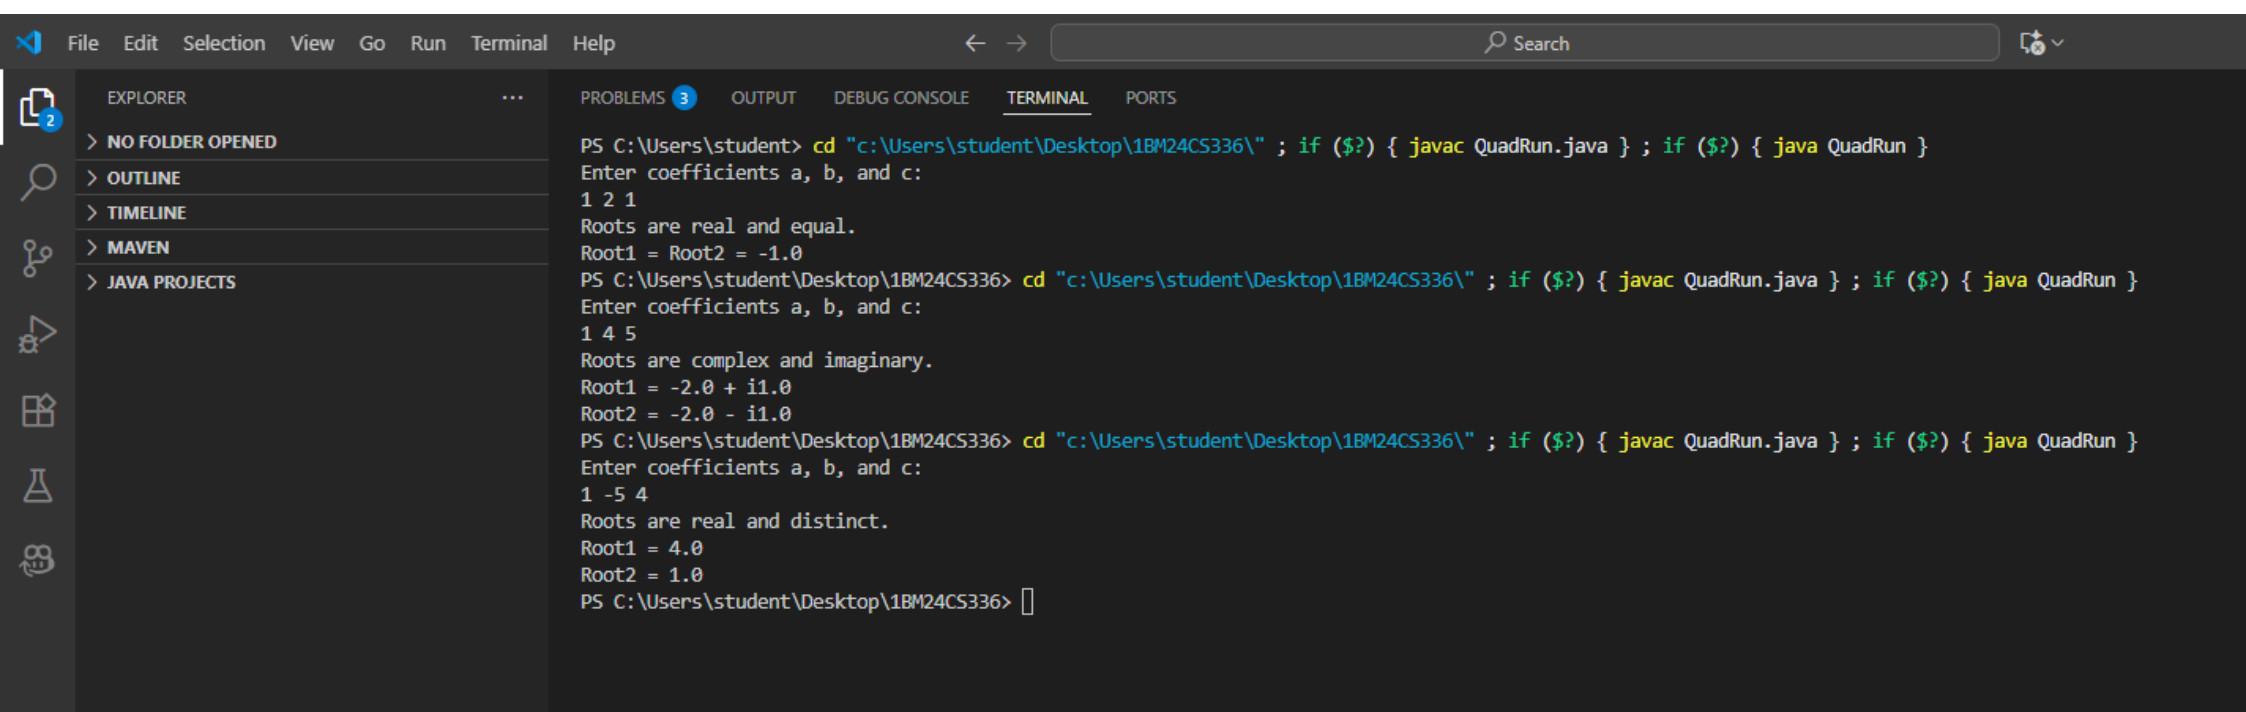 File Edit Selection View Go Run Terminal Help
Search
EXPLORER
NO FOLDER OPENED
OUTLINE
TIMELINE
MAVEN
JAVA PROJECTS
2
PROBLEMS 3 OUTPUT DEBUG CONSOLE TERMINAL PORTS
PS C:\Users\student> cd "c:\Users\student\Desktop\1BM24CS336\" ; if ($?) { javac QuadRun.java } ; if ($?) { java QuadRun }
Enter coefficients a, b, and c:
1 2 1
Roots are real and equal.
Root1 = Root2 = -1.0
PS C:\Users\student\Desktop\1BM24CS336> cd "c:\Users\student\Desktop\1BM24CS336\" ; if ($?) { javac QuadRun.java } ; if ($?) { java QuadRun }
Enter coefficients a, b, and c:
1 4 5
Roots are complex and imaginary.
Root1 = -2.0 + i1.0
Root2 = -2.0 - i1.0
PS C:\Users\student\Desktop\1BM24CS336> cd "c:\Users\student\Desktop\1BM24CS336\" ; if ($?) { javac QuadRun.java } ; if ($?) { java QuadRun }
Enter coefficients a, b, and c:
1 -5 4
Roots are real and distinct.
Root1 = 4.0
Root2 = 1.0
PS C:\Users\student\Desktop\1BM24CS336>